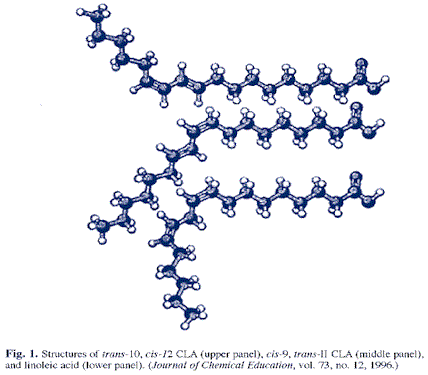 Fig. 1. Structures of trans-10, cis-12 CLA (upper panel), cis-9, trans-11 CLA (middle panel),
and linoleic acid (lower panel). (Journal of Chemical Education, vol. 73, no. 12, 1996.)